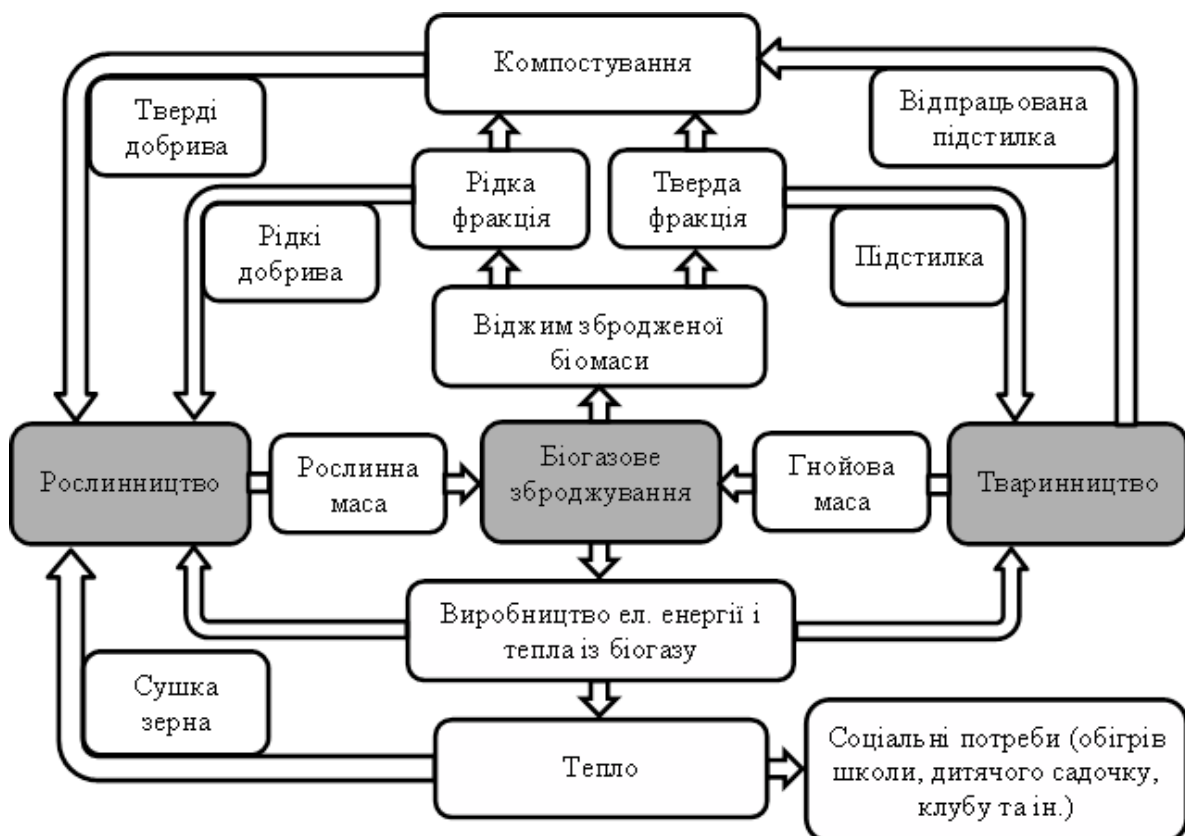 Компостування
Тверді
добрива
Відпрацьована
підстилка
Рідка
фракція
Тверда
фракція
Рідкі
добрива
Підстилка
Віджим збродженої
біомаси
Рослинництво
Рослинна
маса
Біогазове
зброджування
Гнойова
маса
Тваринництво
Виробництво ел. енергії і
тепла із біогазу
Сушка
зерна
Тепло
Соціальні потреби (обігрів
школи, дитячого садочку,
клубу та ін.)